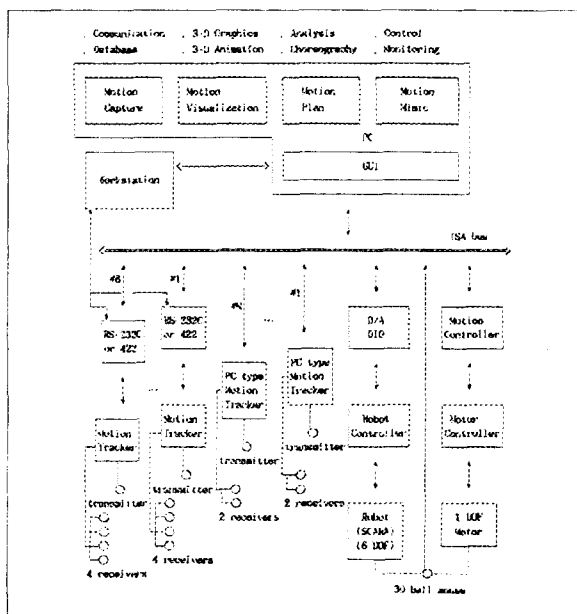 . Communication . 3-D Graphics . Analysis . Control
. Database . 3-D Animation . Choreography . Monitoring
Motion Capture
Motion Visualization
Motion Plan
Motion Mimic
PC
GUI
Workstation
ISA bus
#8 #1 #N #1
RS-232C
or 422
RS-232C
or 422
D/A
DIO
Motion
Controller
...
PC type
Motion
Tracker
PC type
Motion
Tracker
...
Motion
Tracker
Motion
Tracker
Robot
Controller
Motor
Controller
transmitter
transmitter
transmitter
transmitter
2 receivers
2 receivers
4 receivers
4 receivers
Robot
(SCARA)
(6 DOF)
1 DOF
Motor
3D ball mouse